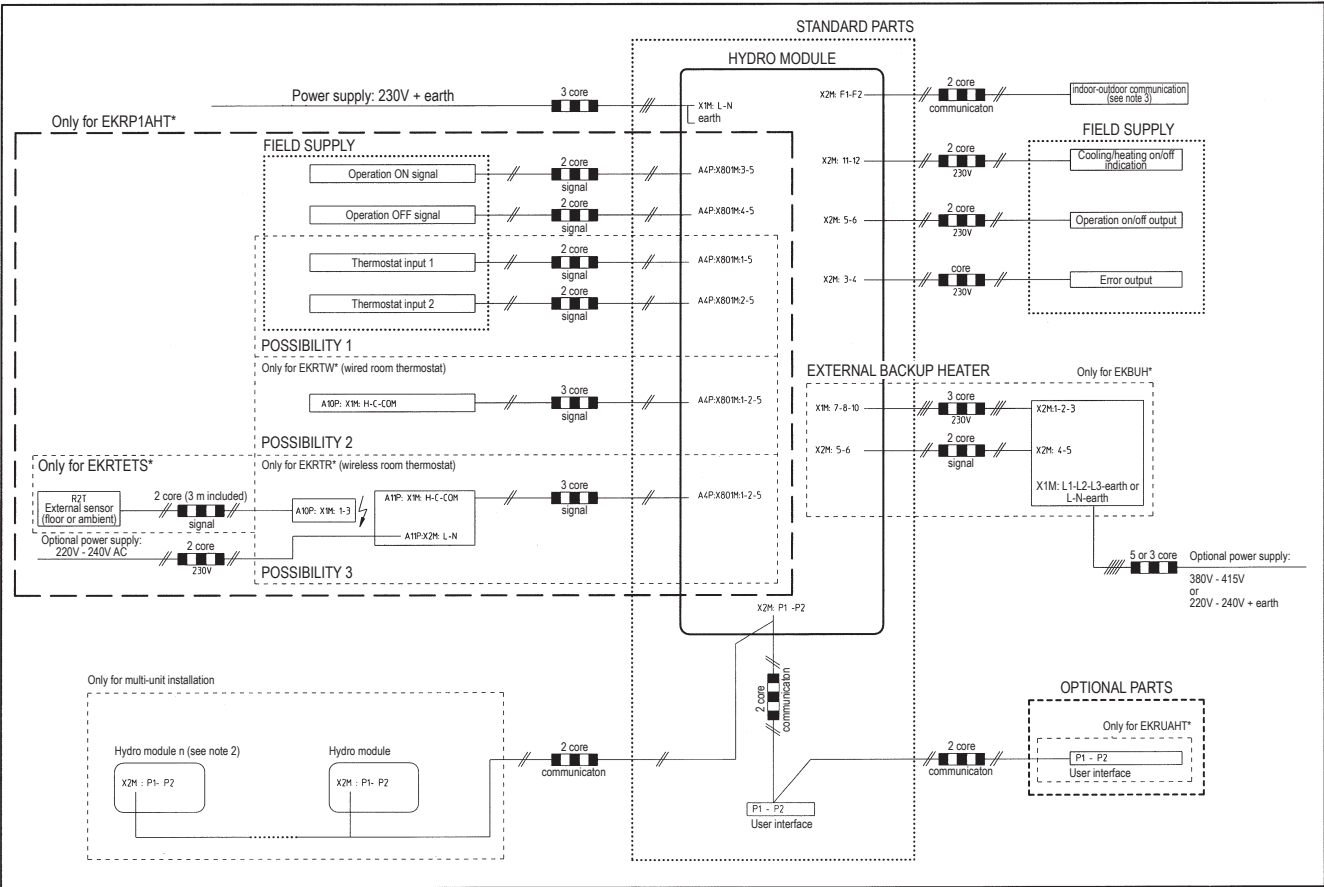 STANDARD PARTS
HYDRO MODULE
Power supply: 230V + earth
3 core
X1M: L-N
earth
X2M: F1-F2
2 core
communicaton
indoor-outdoor communication
(see note 3)
Only for EKRP1AHT*
FIELD SUPPLY
Operation ON signal
2 core
signal
A4P:X801M:3-5
Operation OFF signal
2 core
signal
A4P:X801M:4-5
Thermostat input 1
2 core
signal
A4P:X801M:1-5
Thermostat input 2
2 core
signal
A4P:X801M:2-5
POSSIBILITY 1
Only for EKRTW* (wired room thermostat)
A10P: X1M: H-C-COM
3 core
signal
A4P:X801M:1-2-5
POSSIBILITY 2
Only for EKRTR* (wireless room thermostat)
Only for EKRTETS*
R2T
External sensor
(floor or ambient)
2 core (3 m included)
signal
A10P: X1M: 1-3
A11P: X1M: H-C-COM
A11P:X2M: L-N
3 core
signal
A4P:X801M:1-2-5
Optional power supply:
220V - 240V AC
2 core
230V
POSSIBILITY 3
FIELD SUPPLY
X2M: 11-12
2 core
230V
Cooling/heating on/off
indication
X2M: 5-6
2 core
230V
Operation on/off output
X2M: 3-4
core
230V
Error output
EXTERNAL BACKUP HEATER
Only for EKBUH*
X1M: 7-8-10
3 core
230V
X2M:1-2-3
X2M: 5-6
2 core
signal
X2M: 4-5
X1M: L1-L2-L3-earth or
L-N-earth
5 or 3 core
Optional power supply:
380V - 415V
or
220V - 240V + earth
X2M: P1 -P2
2 core
communicaton
Only for multi-unit installation
Hydro module n (see note 2)
X2M : P1- P2
Hydro module
X2M : P1- P2
2 core
communicaton
P1 - P2
User interface
2 core
communicaton
OPTIONAL PARTS
Only for EKRUAHT*
P1 - P2
User interface